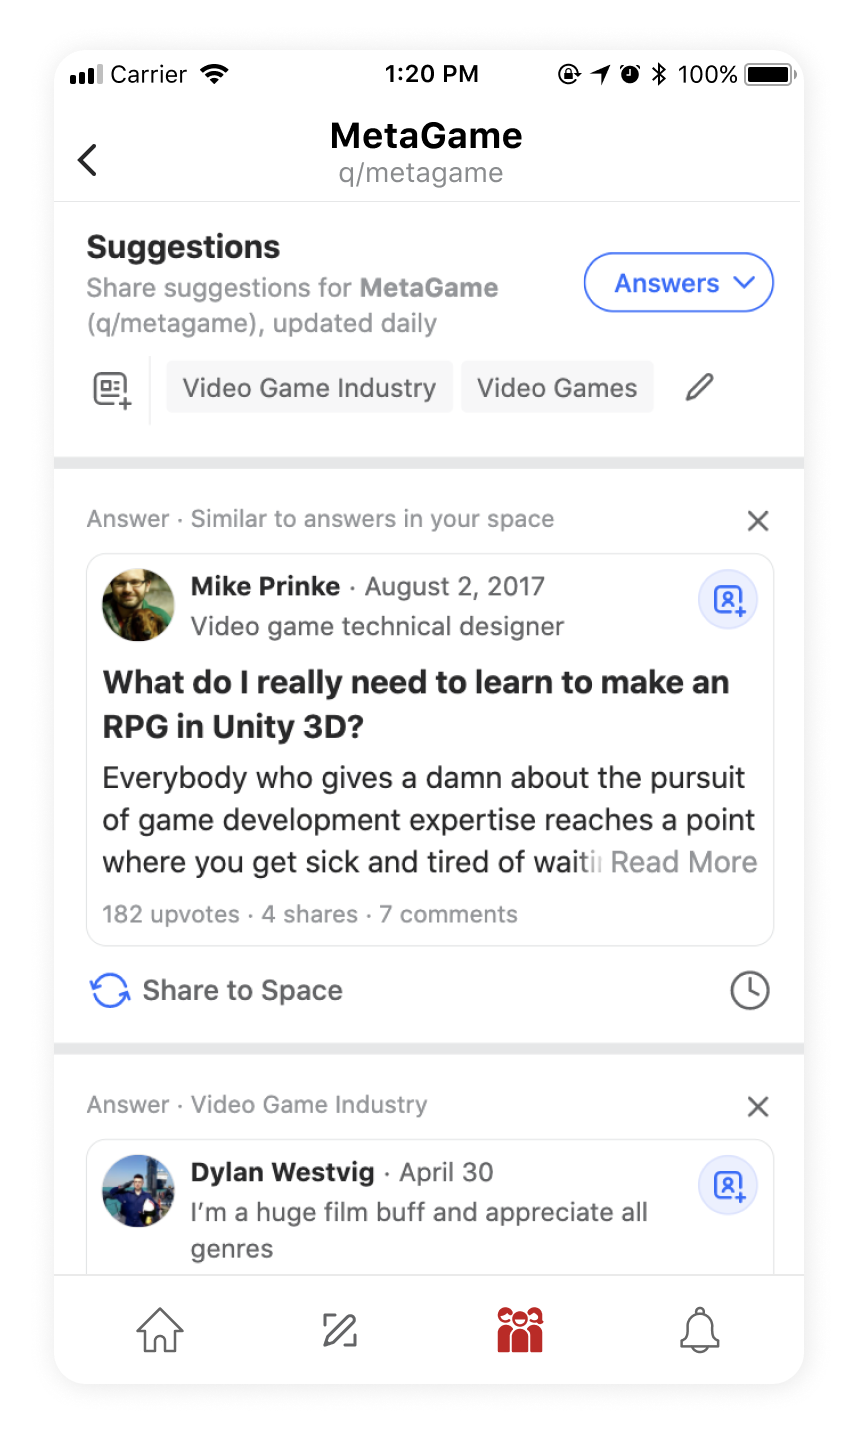 Carrier 1:20 PM 100%
MetaGame
q/metagame
Suggestions
Share suggestions for MetaGame
(q/metagame), updated daily
Answers
Video Game Industry Video Games
Answer · Similar to answers in your space
Mike Prinke · August 2, 2017
Video game technical designer
What do I really need to learn to make an
RPG in Unity 3D?
Everybody who gives a damn about the pursuit
of game development expertise reaches a point
where you get sick and tired of waiti Read More
182 upvotes · 4 shares · 7 comments
Share to Space
Answer · Video Game Industry
Dylan Westvig · April 30
I’m a huge film buff and appreciate all
genres